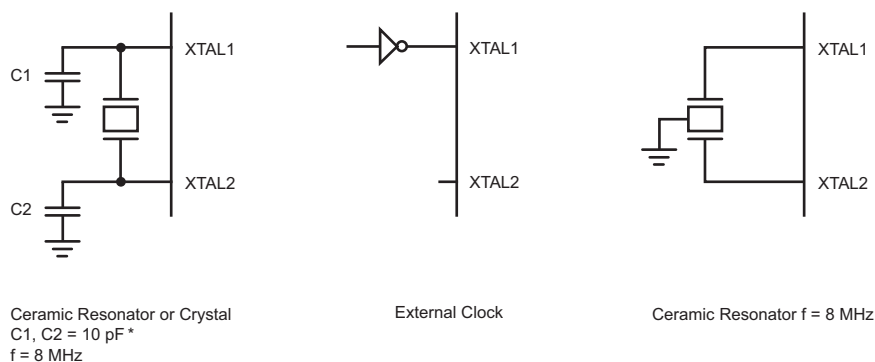 C1
XTAL1
C2
XTAL2
XTAL1
XTAL2
XTAL1
XTAL2
Ceramic Resonator or Crystal
C1, C2 = 10 pF *
f = 8 MHz
External Clock
Ceramic Resonator f = 8 MHz